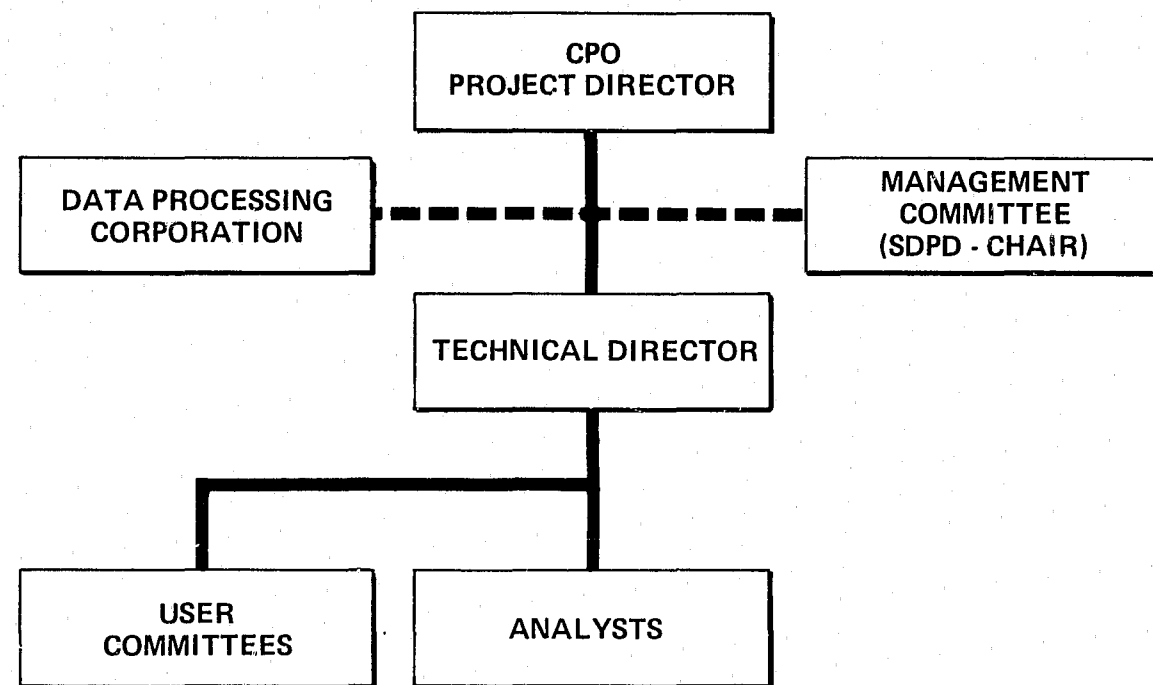 CPO
PROJECT DIRECTOR
DATA PROCESSING
CORPORATION
MANAGEMENT
COMMITTEE
(SDPD - CHAIR)
TECHNICAL DIRECTOR
USER
COMMITTEES
ANALYSTS